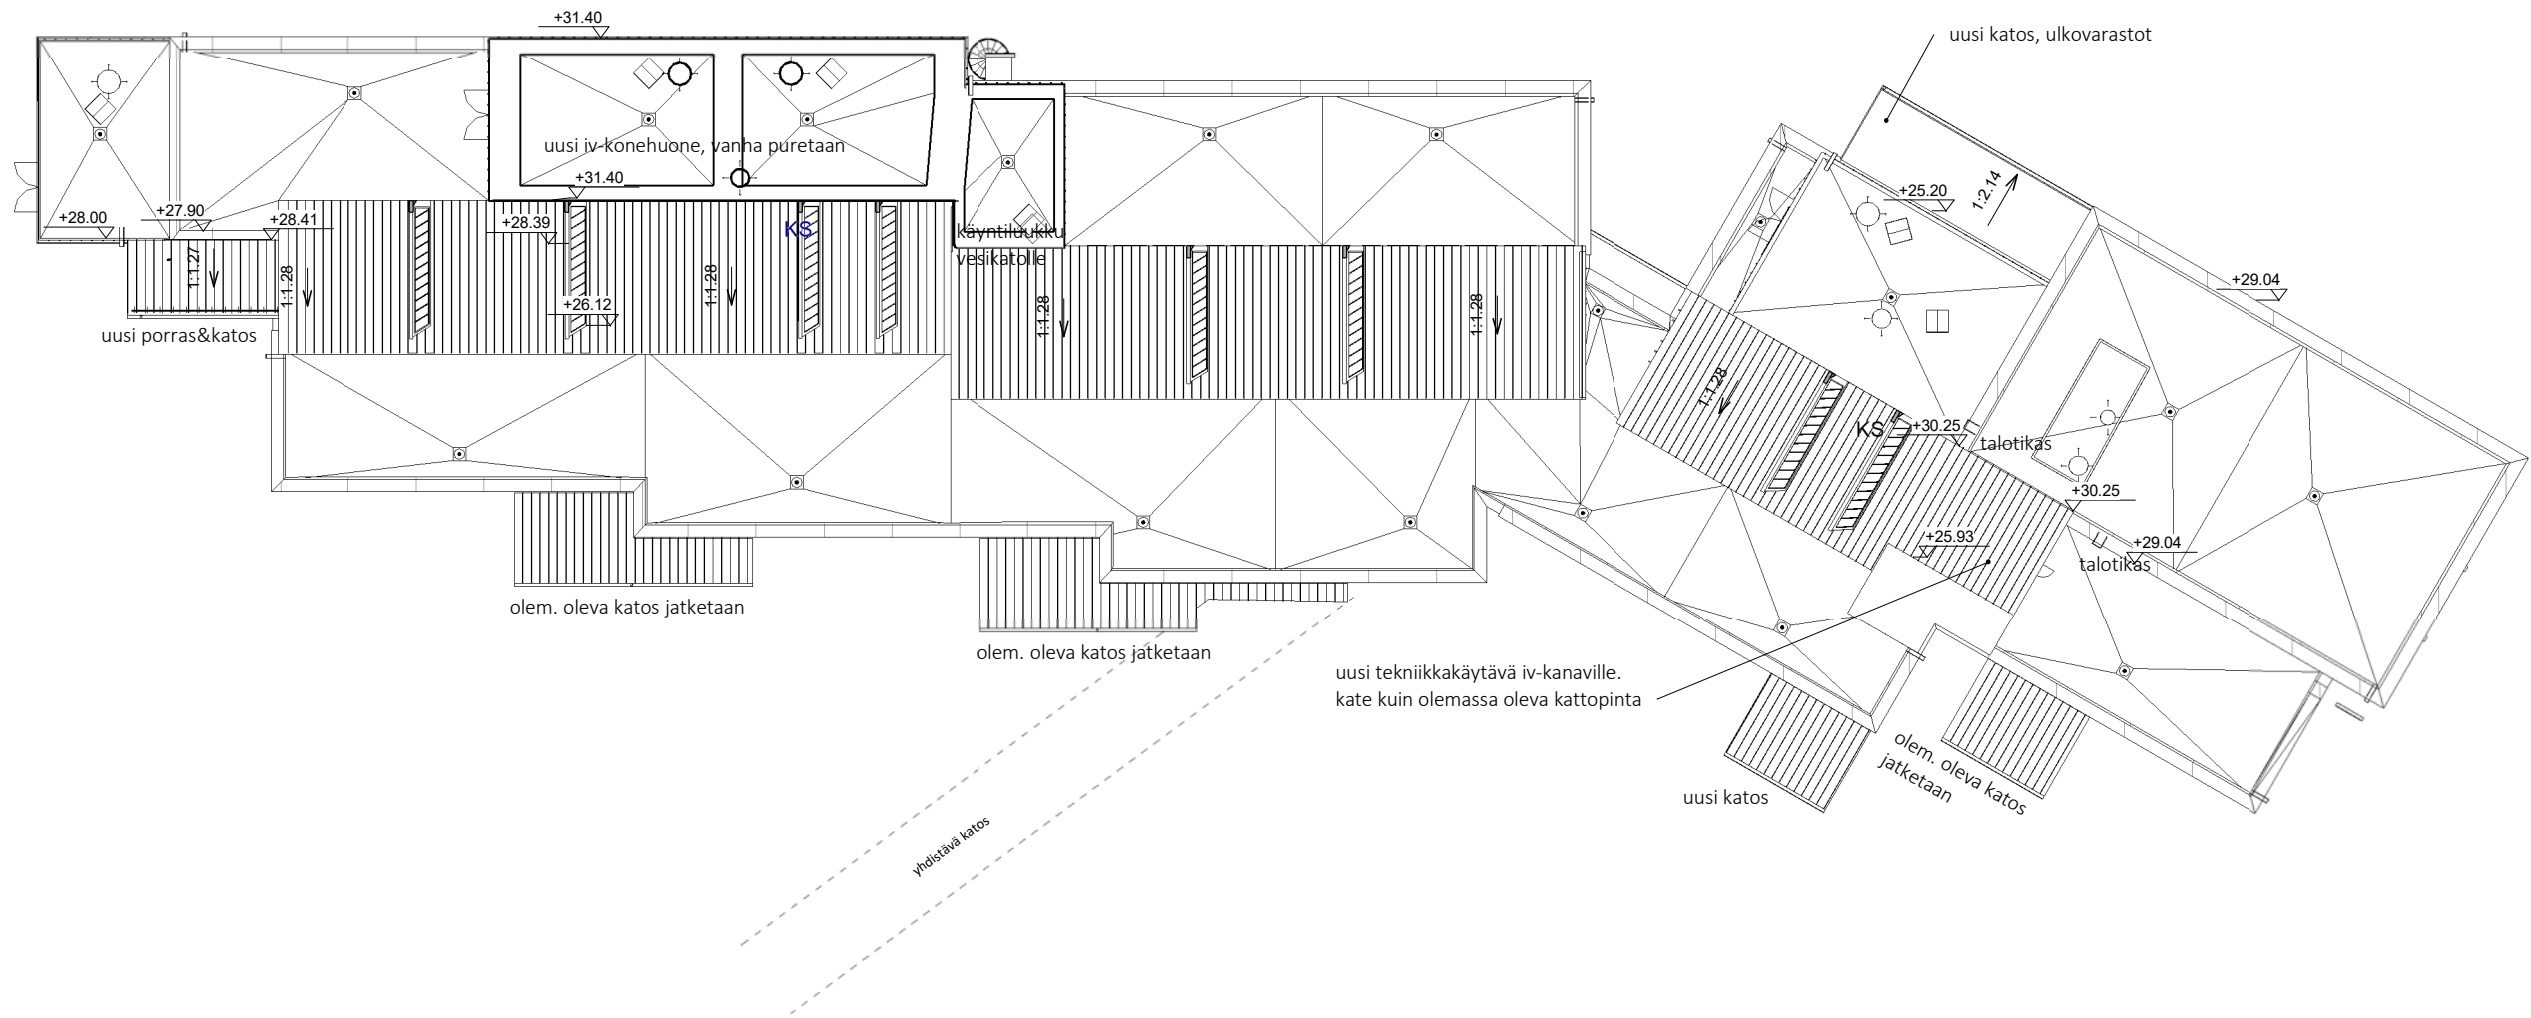 +31.40
uusi katos, ulkovarastot
uusi iv-konehuone, vanha puretaan
+31.40
+28.00
+27.90
+28.41
+28.39
KS
käyntiluukku
vesikatolle
+25.20
1:2.14
+29.04
1:1.27
1:1.28
1:1.28
1:1.28
1:1.28
+26.12
uusi porras&katos
1:1.28
KS
+30.25
talotikas
+30.25
+25.93
+29.04
talotikas
olem. oleva katos jatketaan
olem. oleva katos jatketaan
uusi tekniikkakäytävä iv-kanaville.
kate kuin olemassa oleva kattopinta
uusi katos
olem. oleva katos
jatketaan
yhdistävä katos